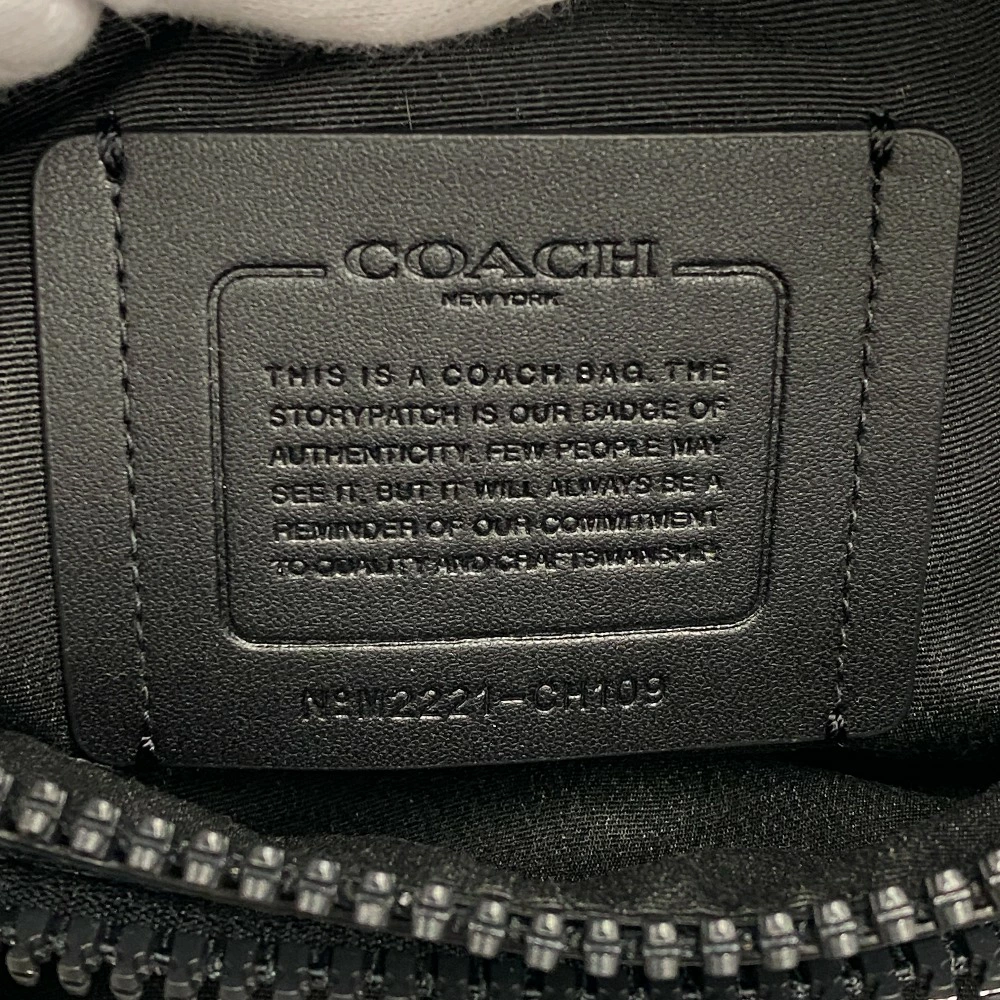 COACH
NEW YORK
THIS IS A COACH BAG. THE
STORYPATCH IS OUR BADGE OF
AUTHENTICITY. FEW PEOPLE MAY
SEE IT, BUT IT WILL ALWAYS BE A
REMINDER OF OUR COMMITMENT
TO QUALITY AND CRAFTSMANSHIP.
N2M2221-CH109